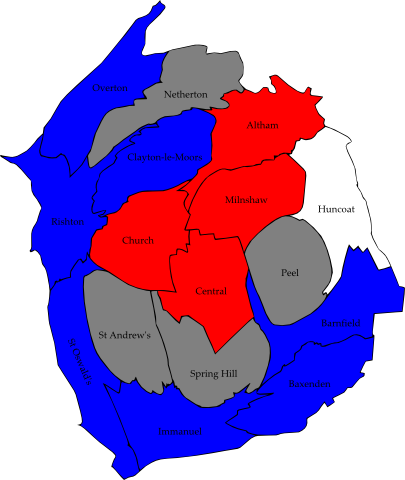 Overton
Netherton
Altham
Clayton-le-Moors
Milnshaw
Huncoat
Rishton
Church
Peel
Central
Barnfield
St Andrew's
St Oswald's
Spring Hill
Baxenden
Immanuel